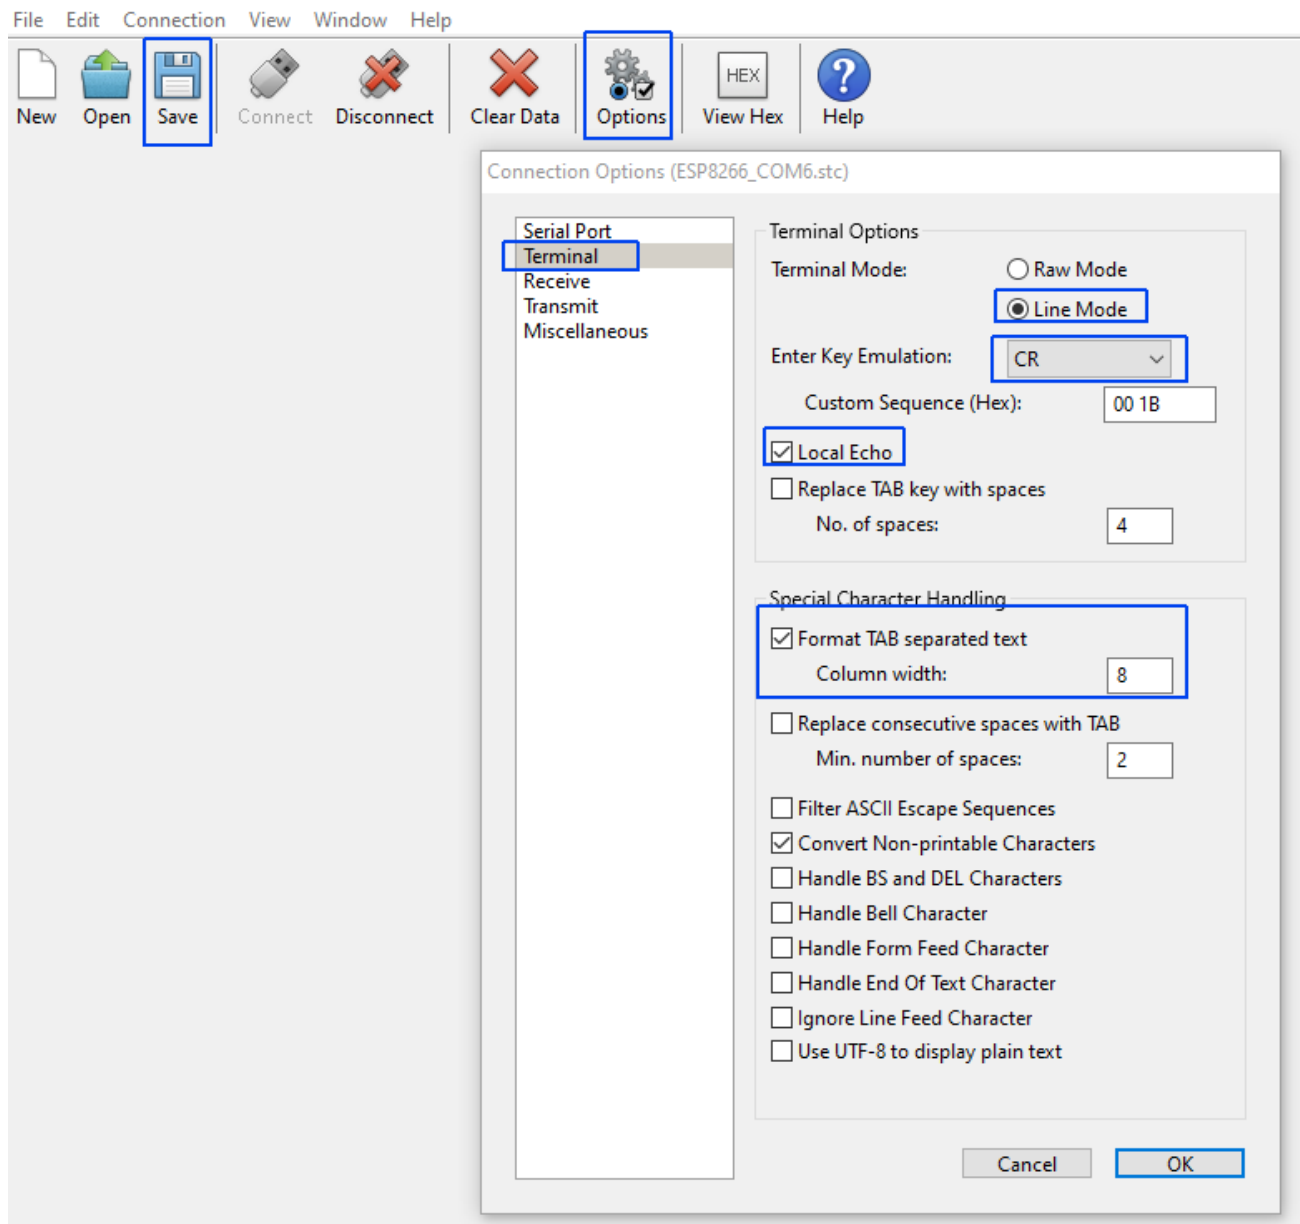 File Edit Connection View Window Help
HEX
?
New Open Save Connect Disconnect Clear Data Options View Hex Help
Connection Options (ESP8266_COM6.stc)
Serial Port
Terminal
Receive
Transmit
Miscellaneous
Terminal Options
Terminal Mode: Raw Mode
Line Mode
Enter Key Emulation: CR
Custom Sequence (Hex): 00 1B
Local Echo
Replace TAB key with spaces
No. of spaces: 4
Special Character Handling
Format TAB separated text
Column width: 8
Replace consecutive spaces with TAB
Min. number of spaces: 2
Filter ASCII Escape Sequences
Convert Non-printable Characters
Handle BS and DEL Characters
Handle Bell Character
Handle Form Feed Character
Handle End Of Text Character
Ignore Line Feed Character
Use UTF-8 to display plain text
Cancel OK